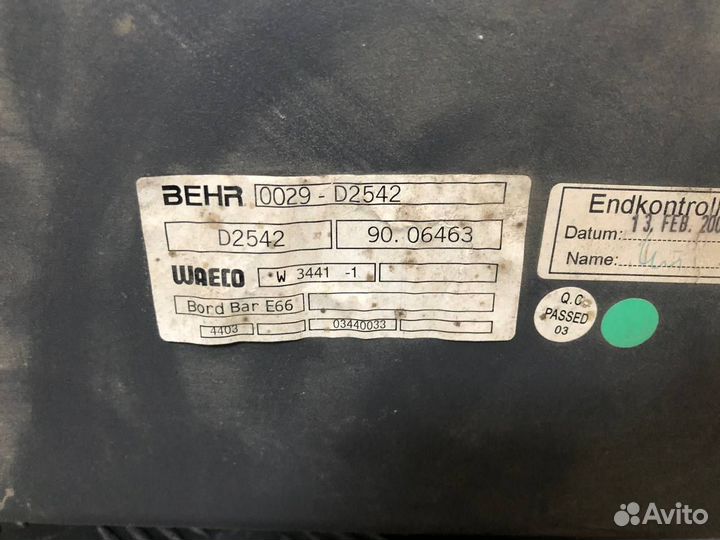 BEHR 0029 - D2542
D2542 90. 06463
WAECO W 3441 -1
Bord Bar E66
4403 03440033
Endkontroll
Datum: 13. FEB. 200
Name:
Q.C
PASSED
03
Avito